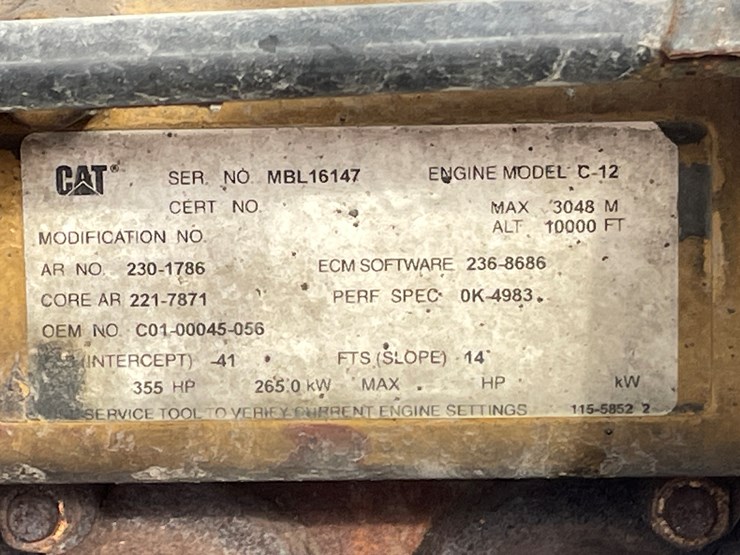 CAT® SER. NO. MBL16147 ENGINE MODEL C-12
CERT NO. MAX 3048 M
ALT 10000 FT
MODIFICATION NO.
AR NO. 230-1786 ECM SOFTWARE 236-8686
CORE AR 221-7871 PERF SPEC 0K-4983
OEM NO. C01-00045-056
(INTERCEPT) -41 FTS (SLOPE) 14
355 HP 265.0 kW MAX HP kW
SERVICE TOOL TO VERIFY CURRENT ENGINE SETTINGS 115-5852 2